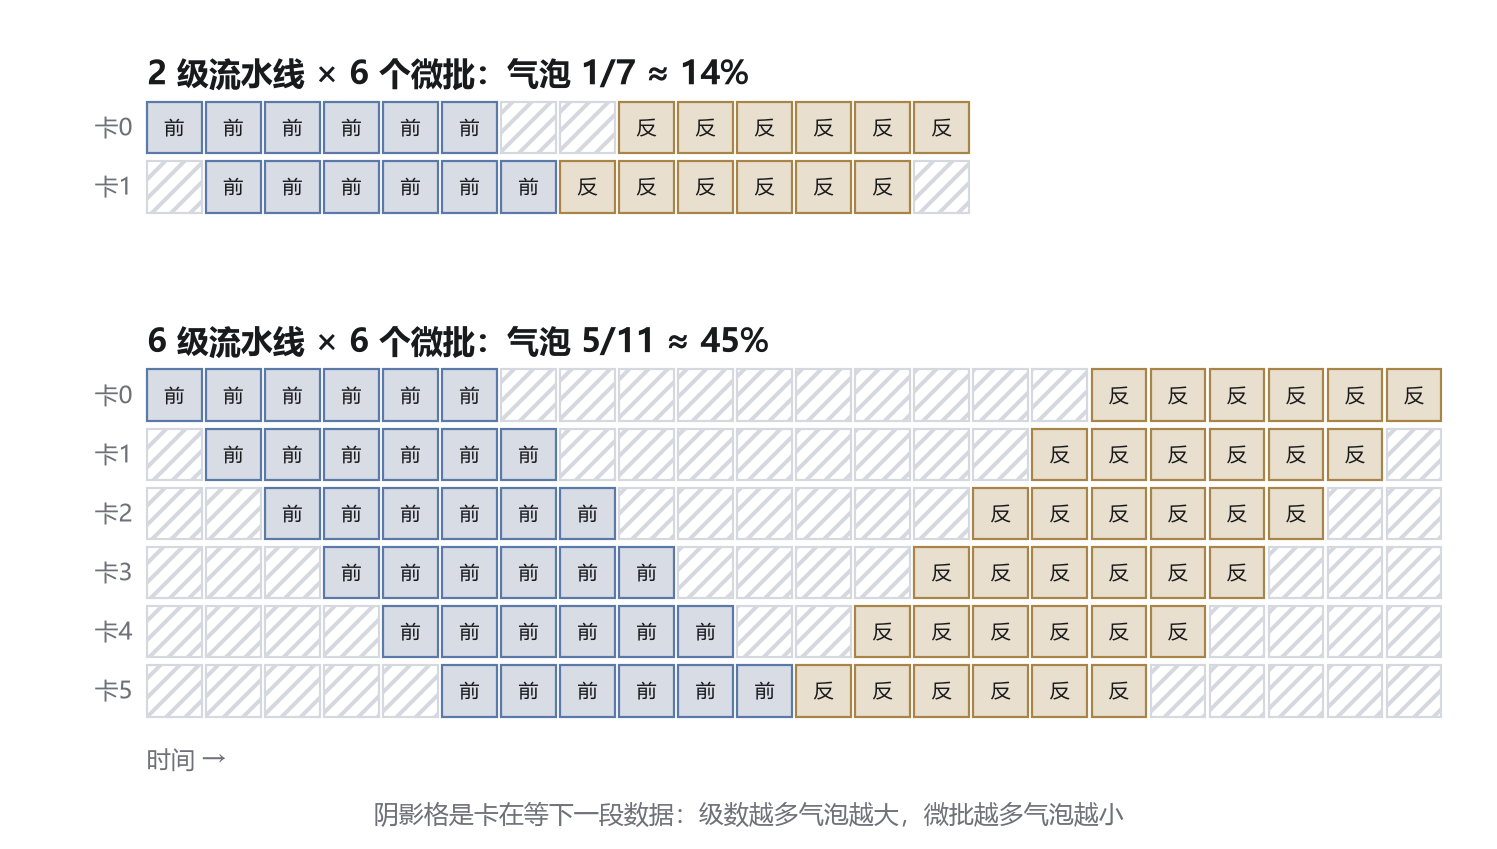 2 级流水线 × 6 个微批：气泡 1/7 ≈ 14%
卡0 前 前 前 前 前 前 反 反 反 反 反 反
卡1 前 前 前 前 前 前 反 反 反 反 反 反
6 级流水线 × 6 个微批：气泡 5/11 ≈ 45%
卡0 前 前 前 前 前 前 反 反 反 反 反 反
卡1 前 前 前 前 前 前 反 反 反 反 反 反
卡2 前 前 前 前 前 前 反 反 反 反 反 反
卡3 前 前 前 前 前 前 反 反 反 反 反 反
卡4 前 前 前 前 前 前 反 反 反 反 反 反
卡5 前 前 前 前 前 前 反 反 反 反 反 反
时间 →
阴影格是卡在等下一段数据：级数越多气泡越大，微批越多气泡越小